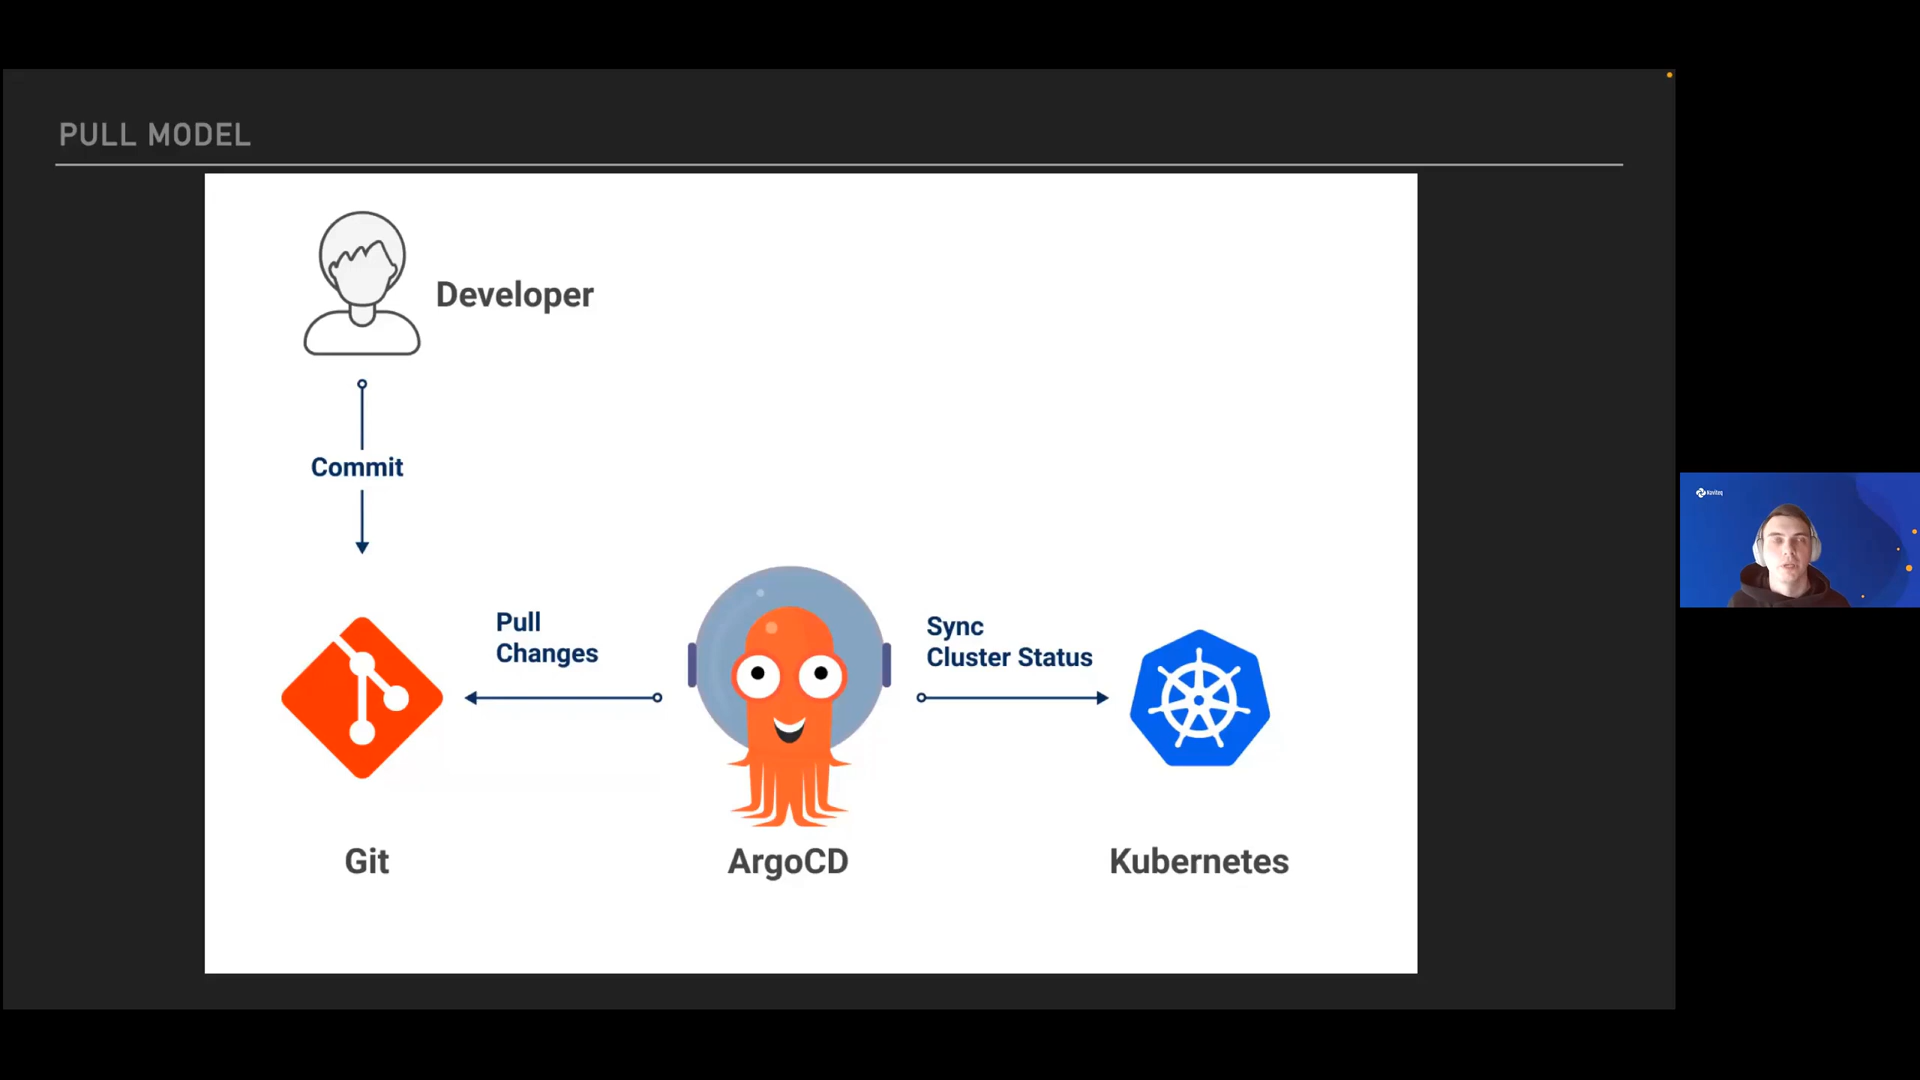 PULL MODEL
Developer
Commit
Pull
Changes
Sync
Cluster Status
Git
ArgoCD
Kubernetes